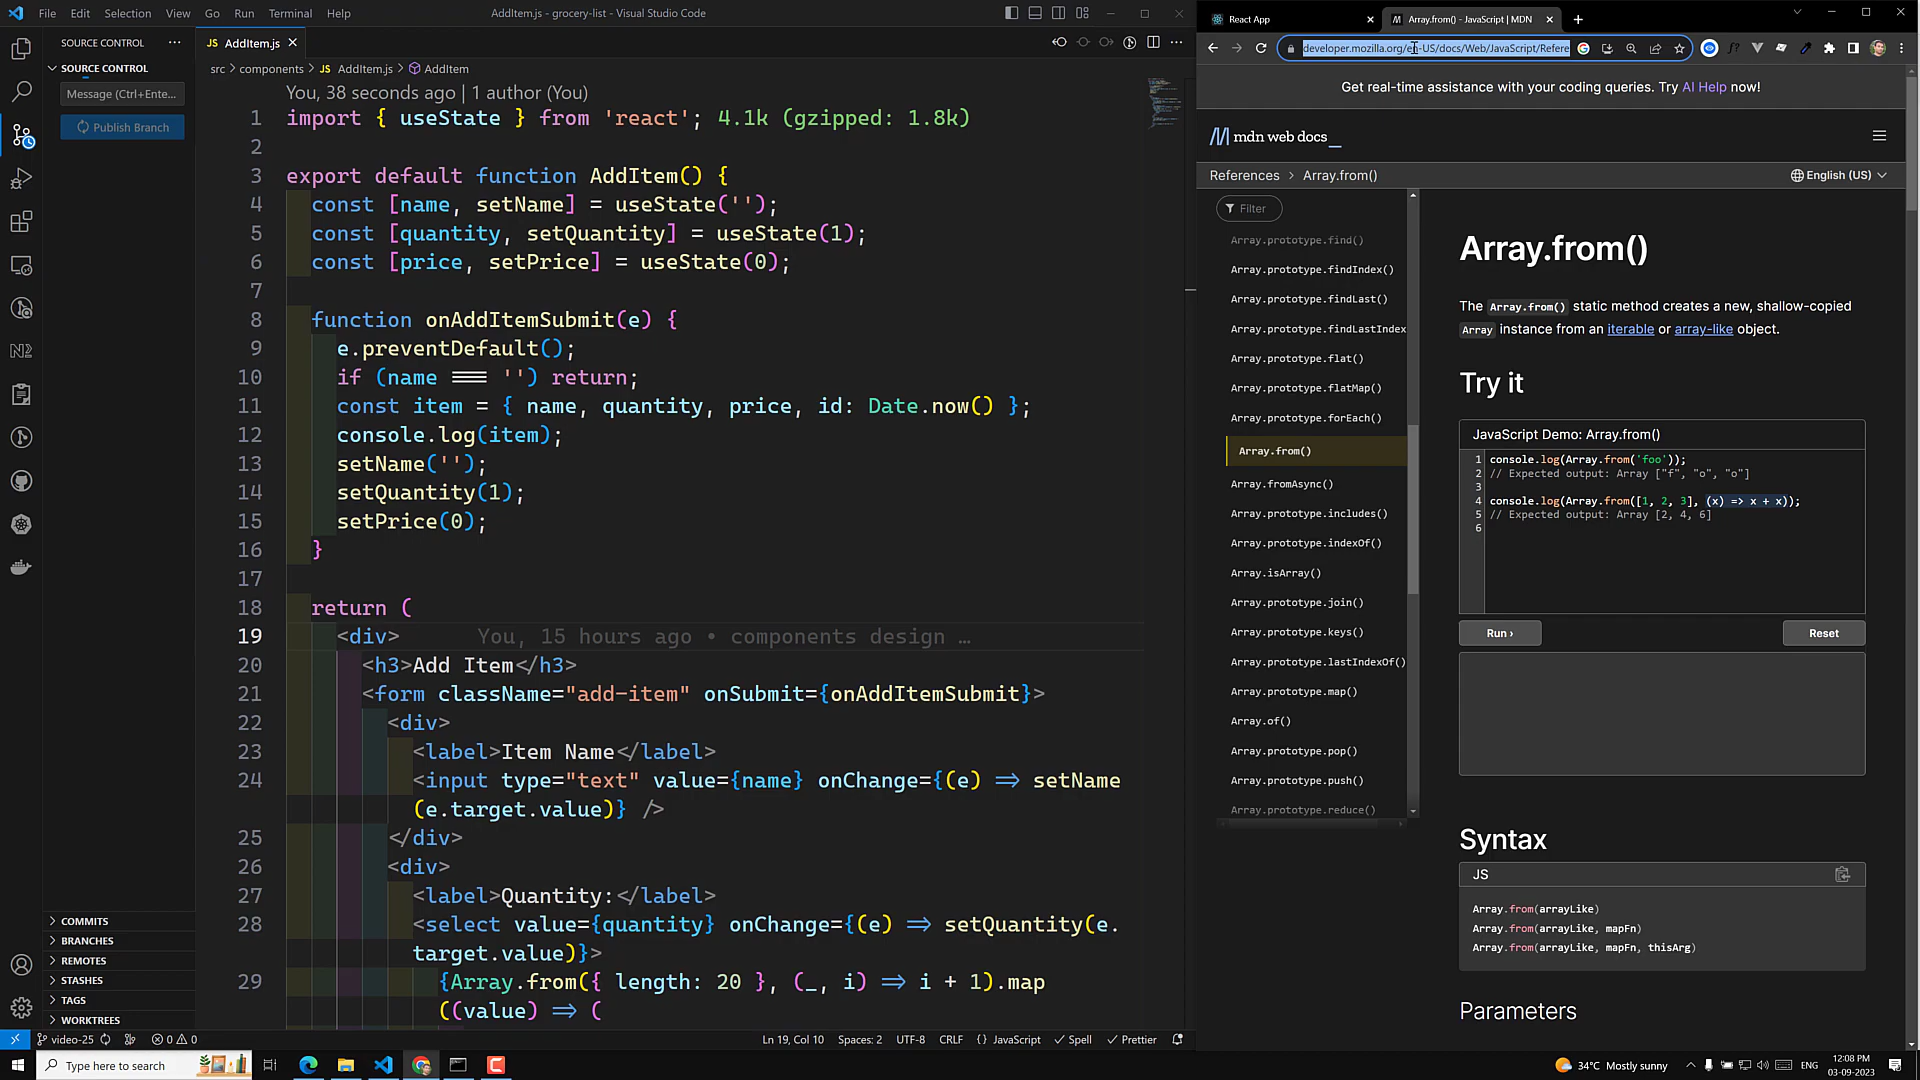 File Edit Selection View Go Run Terminal Help
AddItem.js - grocery-list - Visual Studio Code
SOURCE CONTROL
AddItem.js
SOURCE CONTROL
Message (Ctrl+Ente...
Publish Branch
COMMITS
BRANCHES
REMOTES
STASHES
TAGS
WORKTREES
src > components > JS AddItem.js > AddItem
You, 38 seconds ago | 1 author (You)
1 import { useState } from 'react'; 4.1k (gzipped: 1.8k)
2
3 export default function AddItem() {
4 const [name, setName] = useState('');
5 const [quantity, setQuantity] = useState(1);
6 const [price, setPrice] = useState(0);
7
8 function onAddItemSubmit(e) {
9 e.preventDefault();
10 if (name === '') return;
11 const item = { name, quantity, price, id: Date.now() };
12 console.log(item);
13 setName('');
14 setQuantity(1);
15 setPrice(0);
16 }
17
18 return (
19 <div> You, 15 hours ago • components design …
20 <h3>Add Item</h3>
21 <form className="add-item" onSubmit={onAddItemSubmit}>
22 <div>
23 <label>Item Name</label>
24 <input type="text" value={name} onChange={(e) => setName
(e.target.value)} />
25 </div>
26 <div>
27 <label>Quantity:</label>
28 <select value={quantity} onChange={(e) => setQuantity(e.
target.value)}>
29 {Array.from({ length: 20 }, (_, i) => i + 1).map
((value) => (
video-25
0 0
Ln 19, Col 10 Spaces: 2 UTF-8 CRLF {} JavaScript Spell Prettier
React App
Array.from() - JavaScript | MDN
developer.mozilla.org/en-US/docs/Web/JavaScript/Refere
Get real-time assistance with your coding queries. Try AI Help now!
mdn web docs_
References > Array.from()
English (US)
Filter
Array.prototype.find()
Array.prototype.findIndex()
Array.prototype.findLast()
Array.prototype.findLastIndex
Array.prototype.flat()
Array.prototype.flatMap()
Array.prototype.forEach()
Array.from()
Array.fromAsync()
Array.prototype.includes()
Array.prototype.indexOf()
Array.isArray()
Array.prototype.join()
Array.prototype.keys()
Array.prototype.lastIndexOf()
Array.prototype.map()
Array.of()
Array.prototype.pop()
Array.prototype.push()
Array.prototype.reduce()
Array.from()
The Array.from() static method creates a new, shallow-copied
Array instance from an iterable or array-like object.
Try it
JavaScript Demo: Array.from()
1 console.log(Array.from('foo'));
2 // Expected output: Array ["f", "o", "o"]
3
4 console.log(Array.from([1, 2, 3], (x) => x + x));
5 // Expected output: Array [2, 4, 6]
6
Run ›
Reset
Syntax
JS
Array.from(arrayLike)
Array.from(arrayLike, mapFn)
Array.from(arrayLike, mapFn, thisArg)
Parameters
Type here to search
34°C Mostly sunny
ENG
12:08 PM
03-09-2023